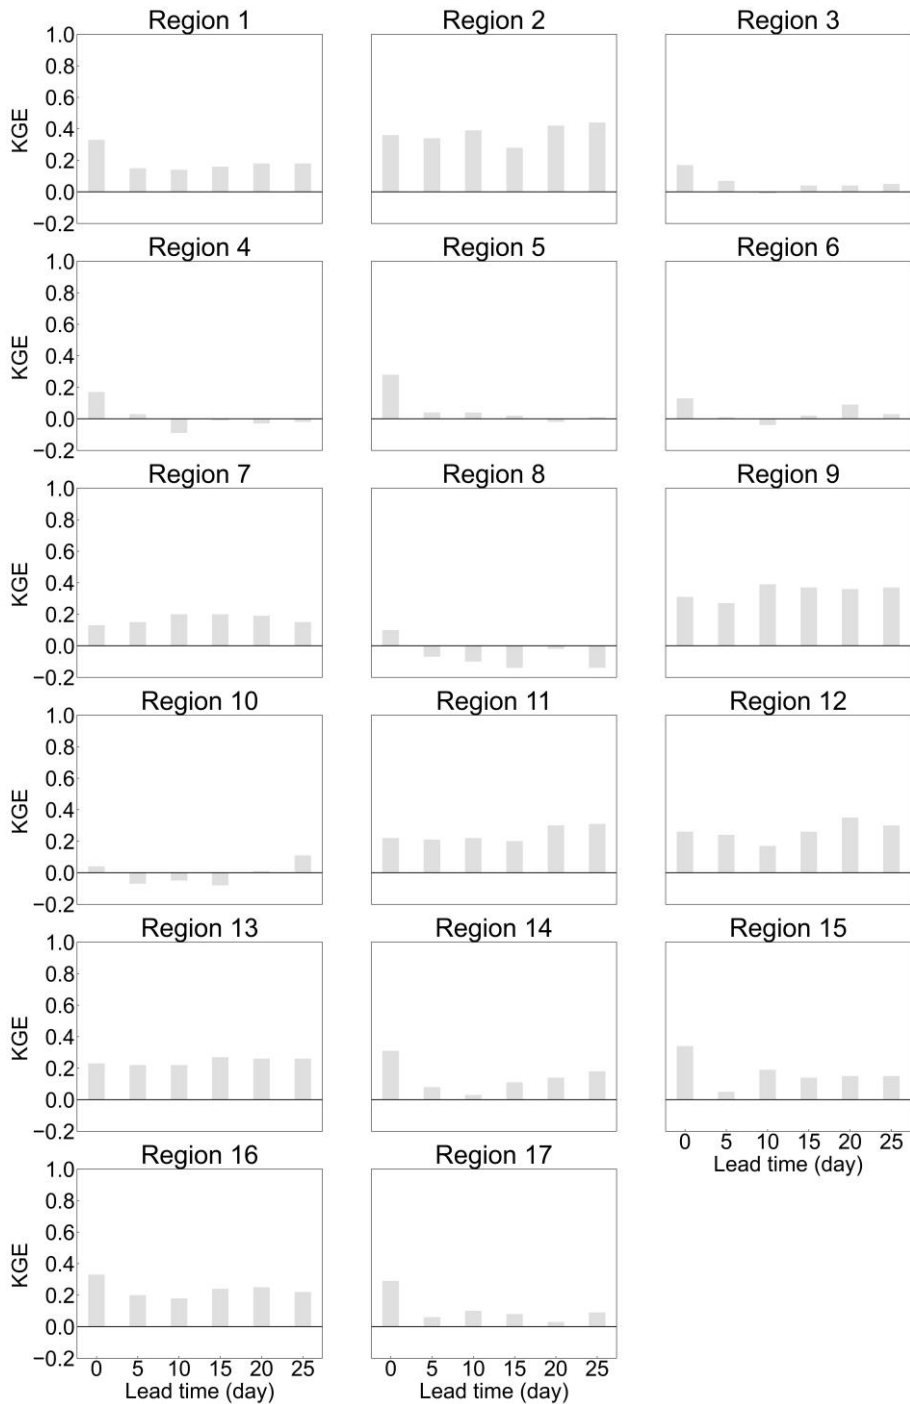 Region 1 Region 2 Region 3
1.0
0.8
0.6
0.4
0.2
0.0
−0.2
KGE
Region 4 Region 5 Region 6
1.0
0.8
0.6
0.4
0.2
0.0
−0.2
KGE
Region 7 Region 8 Region 9
1.0
0.8
0.6
0.4
0.2
0.0
−0.2
KGE
Region 10 Region 11 Region 12
1.0
0.8
0.6
0.4
0.2
0.0
−0.2
KGE
Region 13 Region 14 Region 15
1.0
0.8
0.6
0.4
0.2
0.0
−0.2
KGE
0 5 10 15 20 25
Lead time (day)
Region 16 Region 17
1.0
0.8
0.6
0.4
0.2
0.0
−0.2
KGE
0 5 10 15 20 25 0 5 10 15 20 25
Lead time (day) Lead time (day)